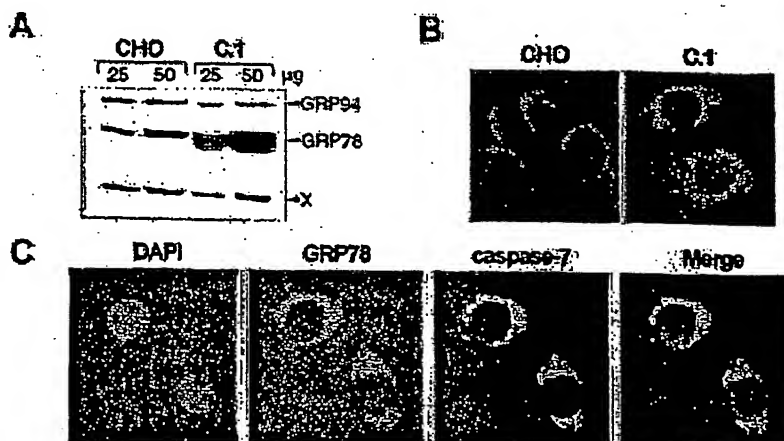 A
CHO C.1
25 50 25 50 µg
GRP94
GRP78
X
B
CHO C.1
C
DAPI GRP78 caspase-7 Merge